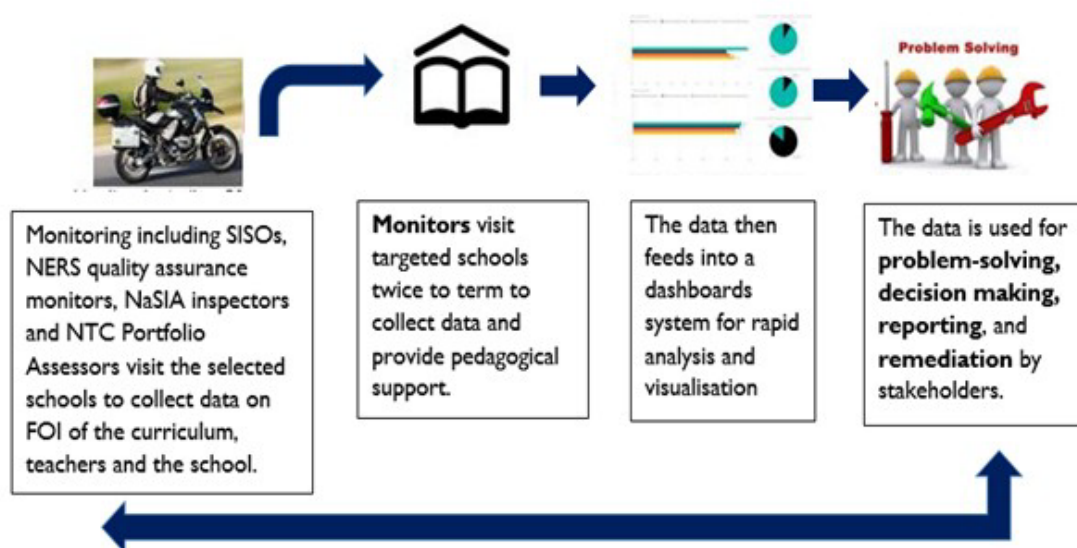 Problem Solving
Monitoring including SISOs,
NERS quality assurance
monitors, NaSIA inspectors
and NTC Portfolio
Assessors visit the selected
schools to collect data on
FOI of the curriculum,
teachers and the school.
Monitors visit
targeted schools
twice to term to
collect data and
provide pedagogical
support.
The data then
feeds into a
dashboards
system for rapid
analysis and
visualisation
The data is used for
problem-solving,
decision making,
reporting, and
remediation by
stakeholders.